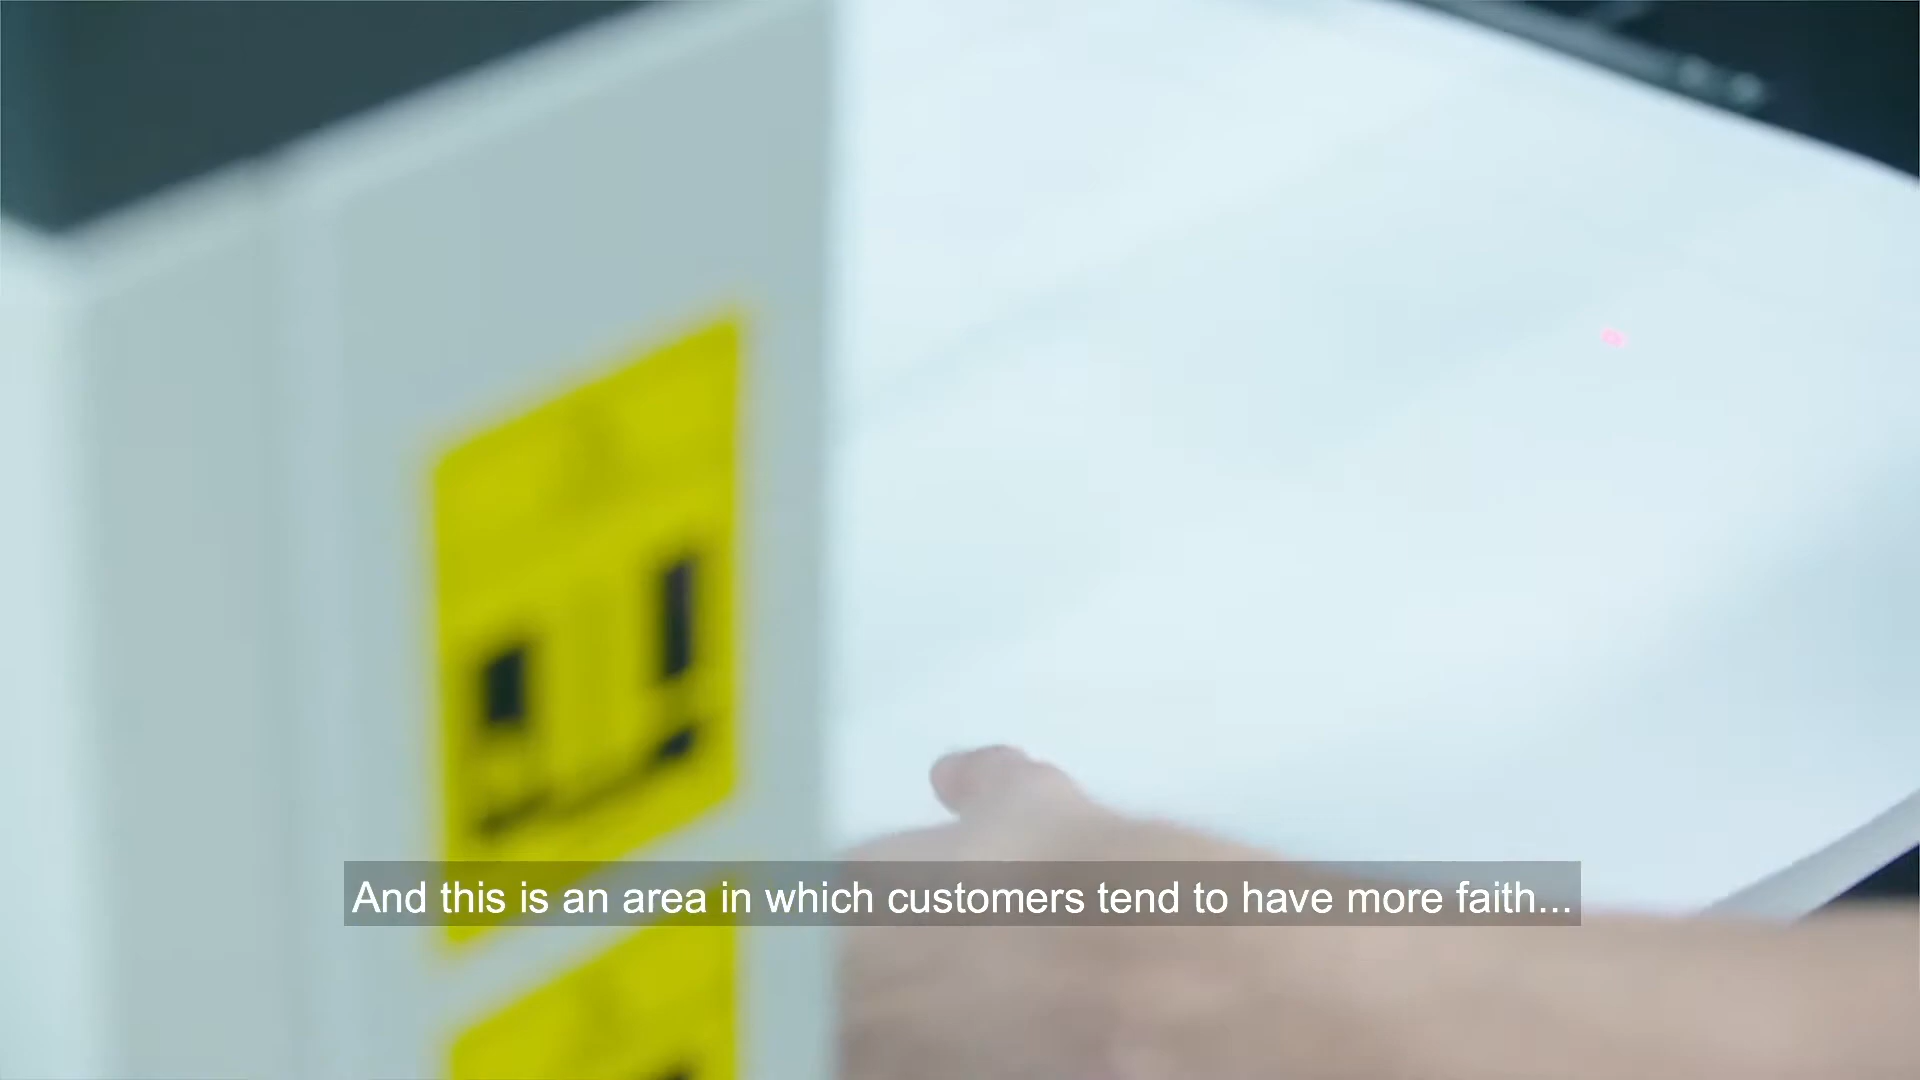 And this is an area in which customers tend to have more faith...